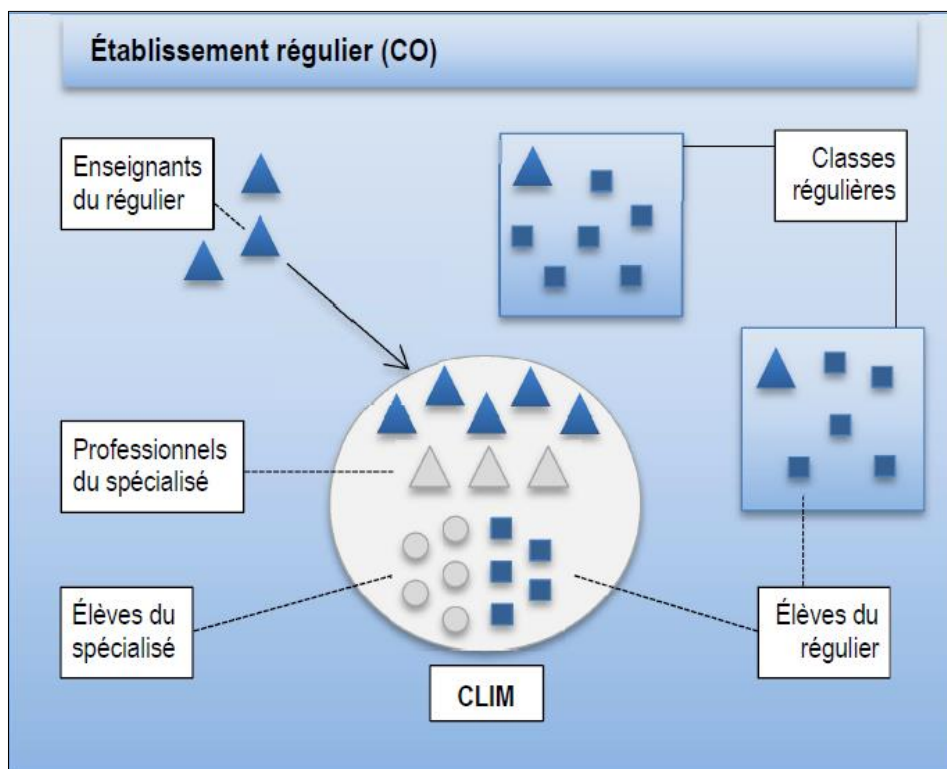 Établissement régulier (CO)
Enseignants
du régulier
Classes
régulières
Professionnels
du spécialisé
Élèves du
spécialisé
Élèves du
régulier
CLIM